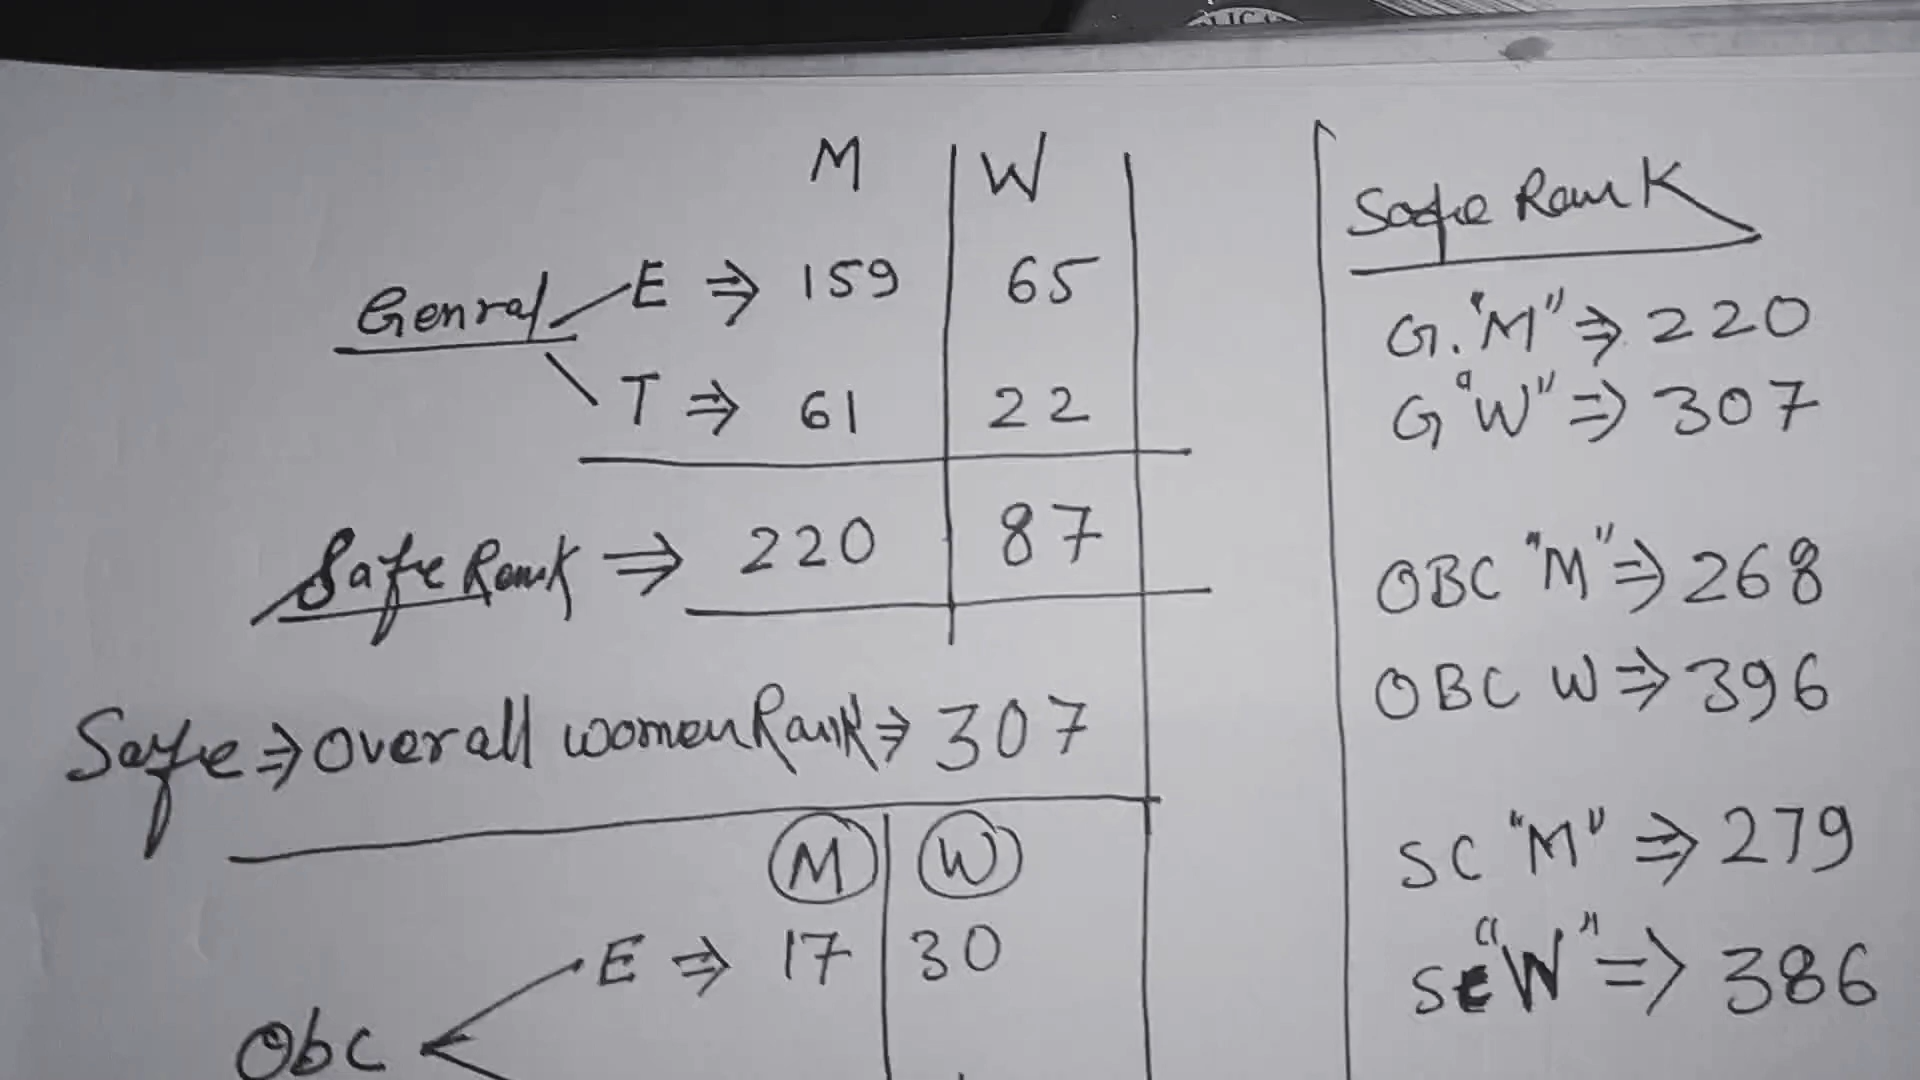 M W
Genral E ⇒ 159 65
T ⇒ 61 22
Safe Rank ⇒ 220 87
Safe ⇒ Overall women Rank ⇒ 307
M W
E ⇒ 17 30
Obc
Safe Rank
G. "M" ⇒ 220
G "W" ⇒ 307
OBC "M" ⇒ 268
OBC W ⇒ 396
SC "M" ⇒ 279
SC "W" ⇒ 386